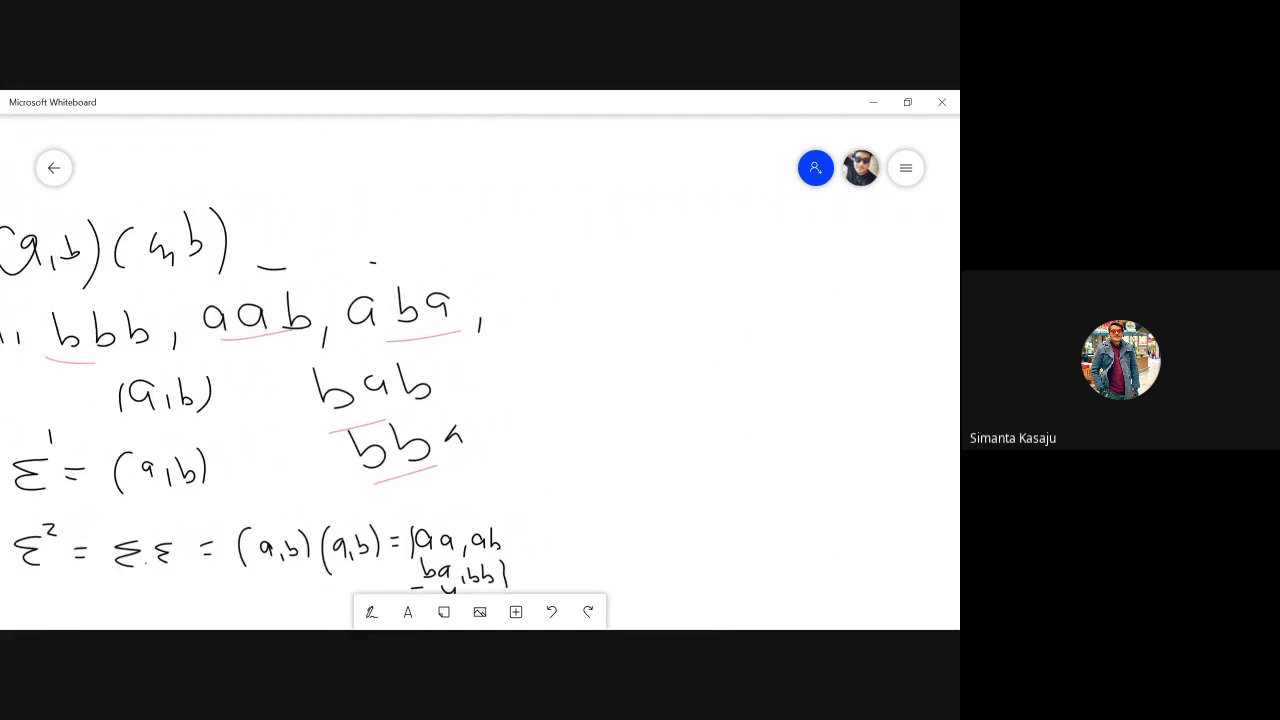 Microsoft Whiteboard
(a,b)(a,b)
bbb, aab, aba,
(a,b) bab
bba
Σ¹ = (a,b)
Σ² = Σ.Σ = (a,b)(a,b) = {aa, ab
ba, bb}
A
Simanta Kasaju